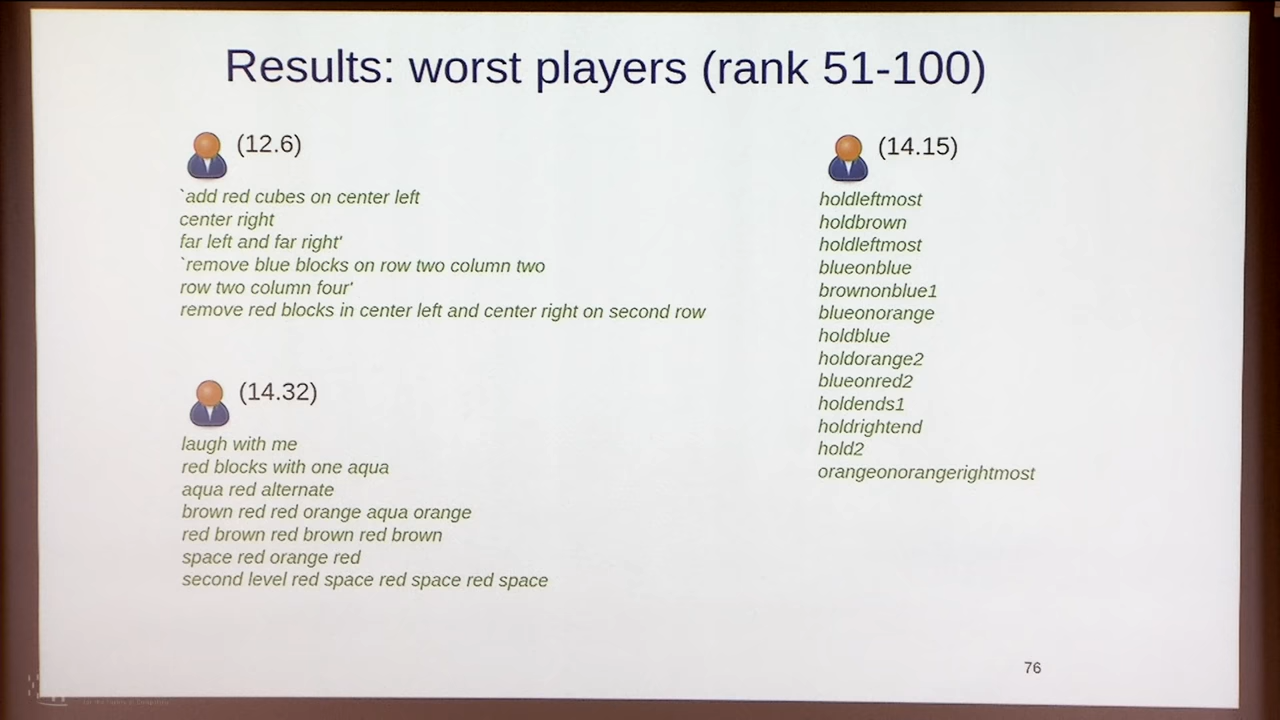 Results: worst players (rank 51-100)
(12.6)
`add red cubes on center left
center right
far left and far right'
`remove blue blocks on row two column two
row two column four'
remove red blocks in center left and center right on second row
(14.32)
laugh with me
red blocks with one aqua
aqua red alternate
brown red red orange aqua orange
red brown red brown red brown
space red orange red
second level red space red space red space
(14.15)
holdleftmost
holdbrown
holdleftmost
blueonblue
brownonblue1
blueonorange
holdblue
holdorange2
blueonred2
holdends1
holdrightend
hold2
orangeonorangerightmost
76